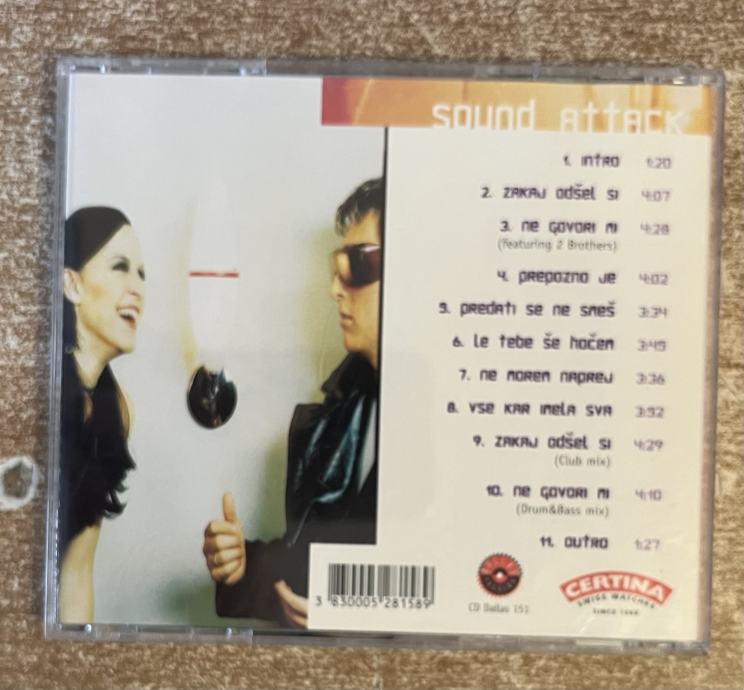 sound attack
1. intro 1:20
2. zakaj odšel si 4:07
3. ne govori mi 4:28
(featuring 2 Brothers)
4. prepozno je 4:02
5. predati se ne smeš 3:34
6. le tebe še hočem 3:45
7. ne morem naprej 3:36
8. vse kar imela sva 3:52
9. zakaj odšel si 4:29
(Club mix)
10. ne govori mi 4:10
(Drum&Bass mix)
11. outro 1:27
3 830005 281589
CD Dallas 151
CERTINA
SWISS WATCHES
SINCE 1888